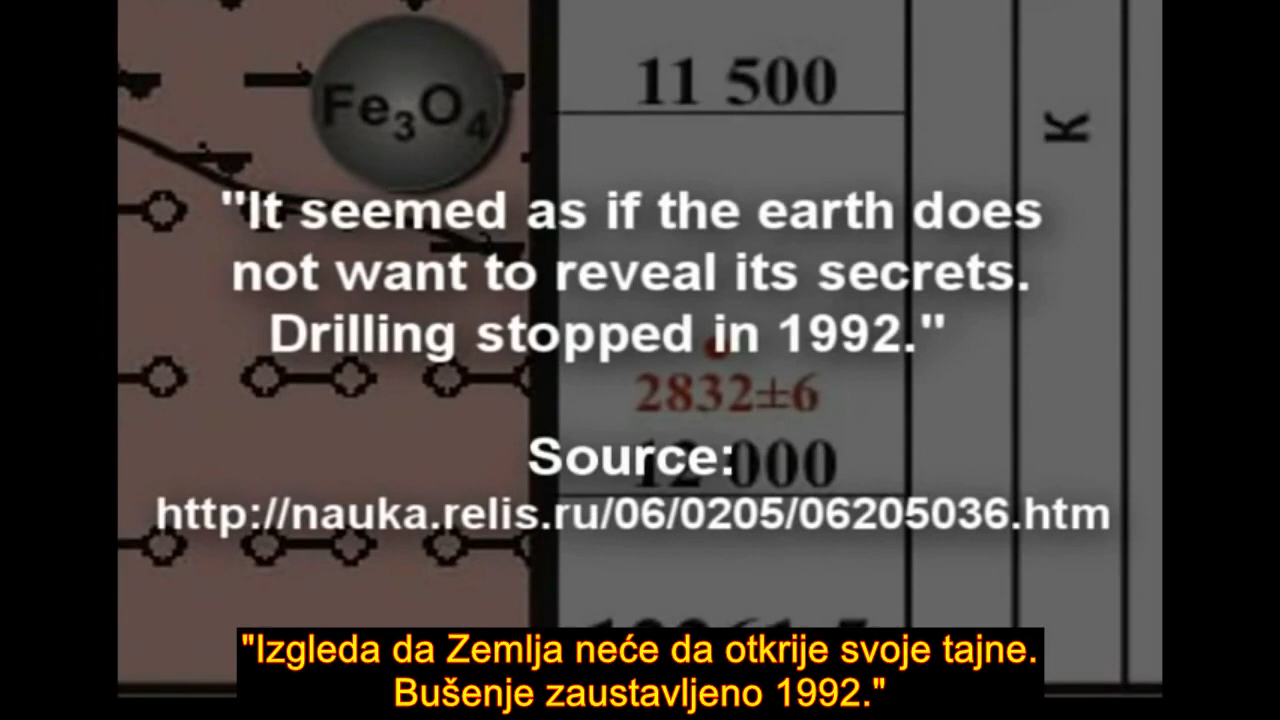 Fe₃O₄
11 500
K
"It seemed as if the earth does
not want to reveal its secrets.
Drilling stopped in 1992."
2832±6
Source:
12 000
http://nauka.relis.ru/06/0205/06205036.htm
"Izgleda da Zemlja neće da otkrije svoje tajne.
Bušenje zaustavljeno 1992."